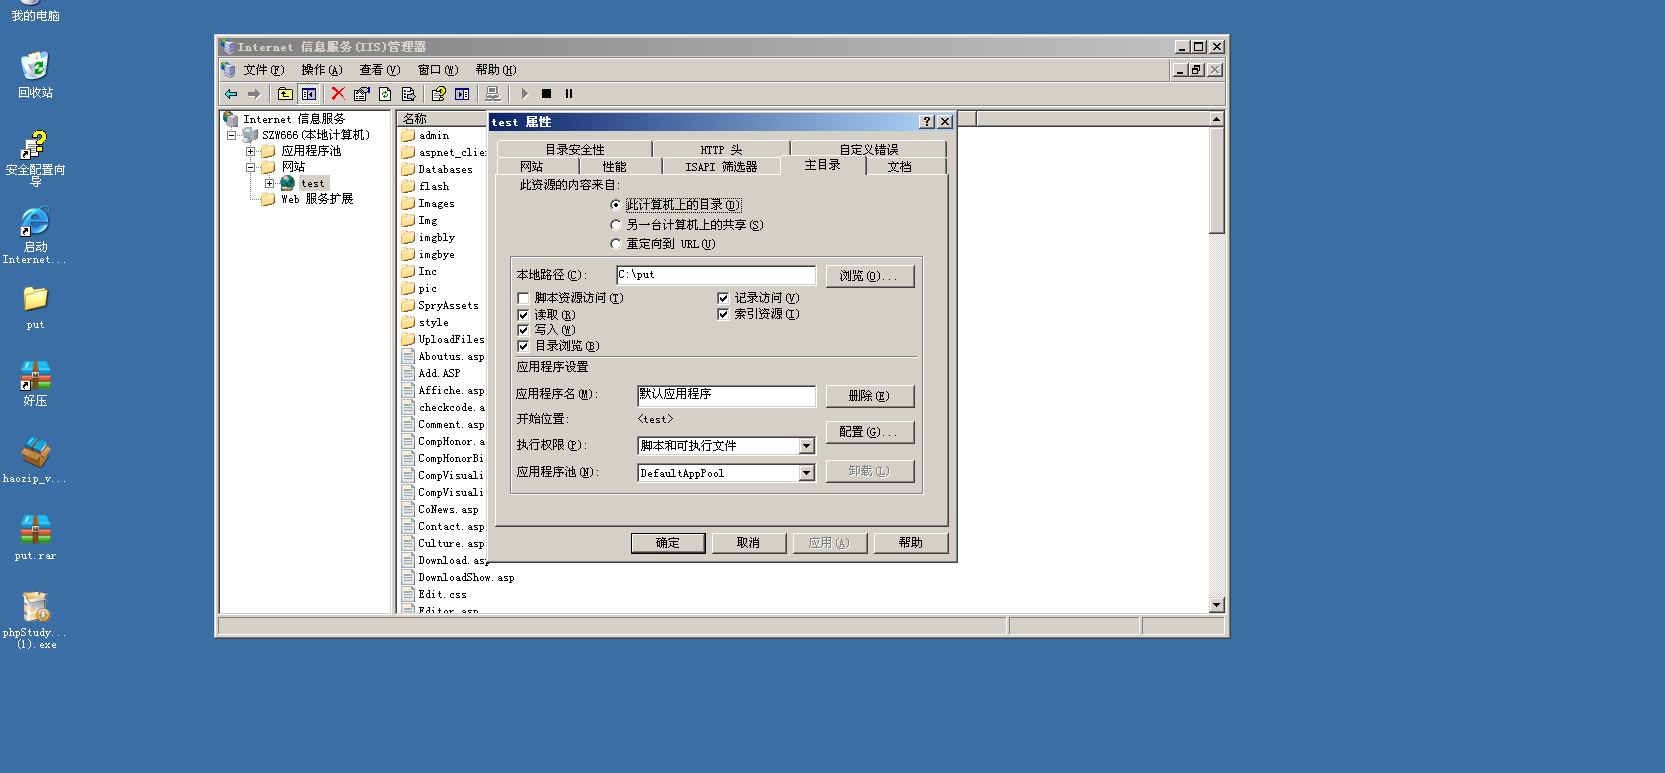 我的电脑
回收站
安全配置向
导
启动
Internet...
put
好压
haozip_v...
put.rar
phpStudy...
(1).exe
Internet 信息服务(IIS)管理器
文件(F) 操作(A) 查看(V) 窗口(W) 帮助(H)
Internet 信息服务
SZW666(本地计算机)
应用程序池
网站
test
Web 服务扩展
名称
admin
aspnet_clie
Databases
flash
Images
Img
imgbly
imgbye
Inc
pic
SpryAssets
style
UploadFiles
Aboutus.asp
Add.ASP
Affiche.asp
checkcode.a
Comment.asp
CompHonor.a
CompHonorBi
CompVisuali
CompVisuali
CoNews.asp
Contact.asp
Culture.asp
Download.asp
DownloadShow.asp
Edit.css
Editor.asp
test 属性
目录安全性 HTTP 头 自定义错误
网站 性能 ISAPI 筛选器 主目录 文档
此资源的内容来自:
此计算机上的目录(D)
另一台计算机上的共享(S)
重定向到 URL(U)
本地路径(C): C:\put 浏览(O)...
脚本资源访问(T) 记录访问(V)
读取(R) 索引资源(I)
写入(W)
目录浏览(B)
应用程序设置
应用程序名(M): 默认应用程序 删除(E)
开始位置: <test>
配置(G)...
执行权限(P): 脚本和可执行文件
应用程序池(N): DefaultAppPool 卸载(L)
确定 取消 应用(A) 帮助